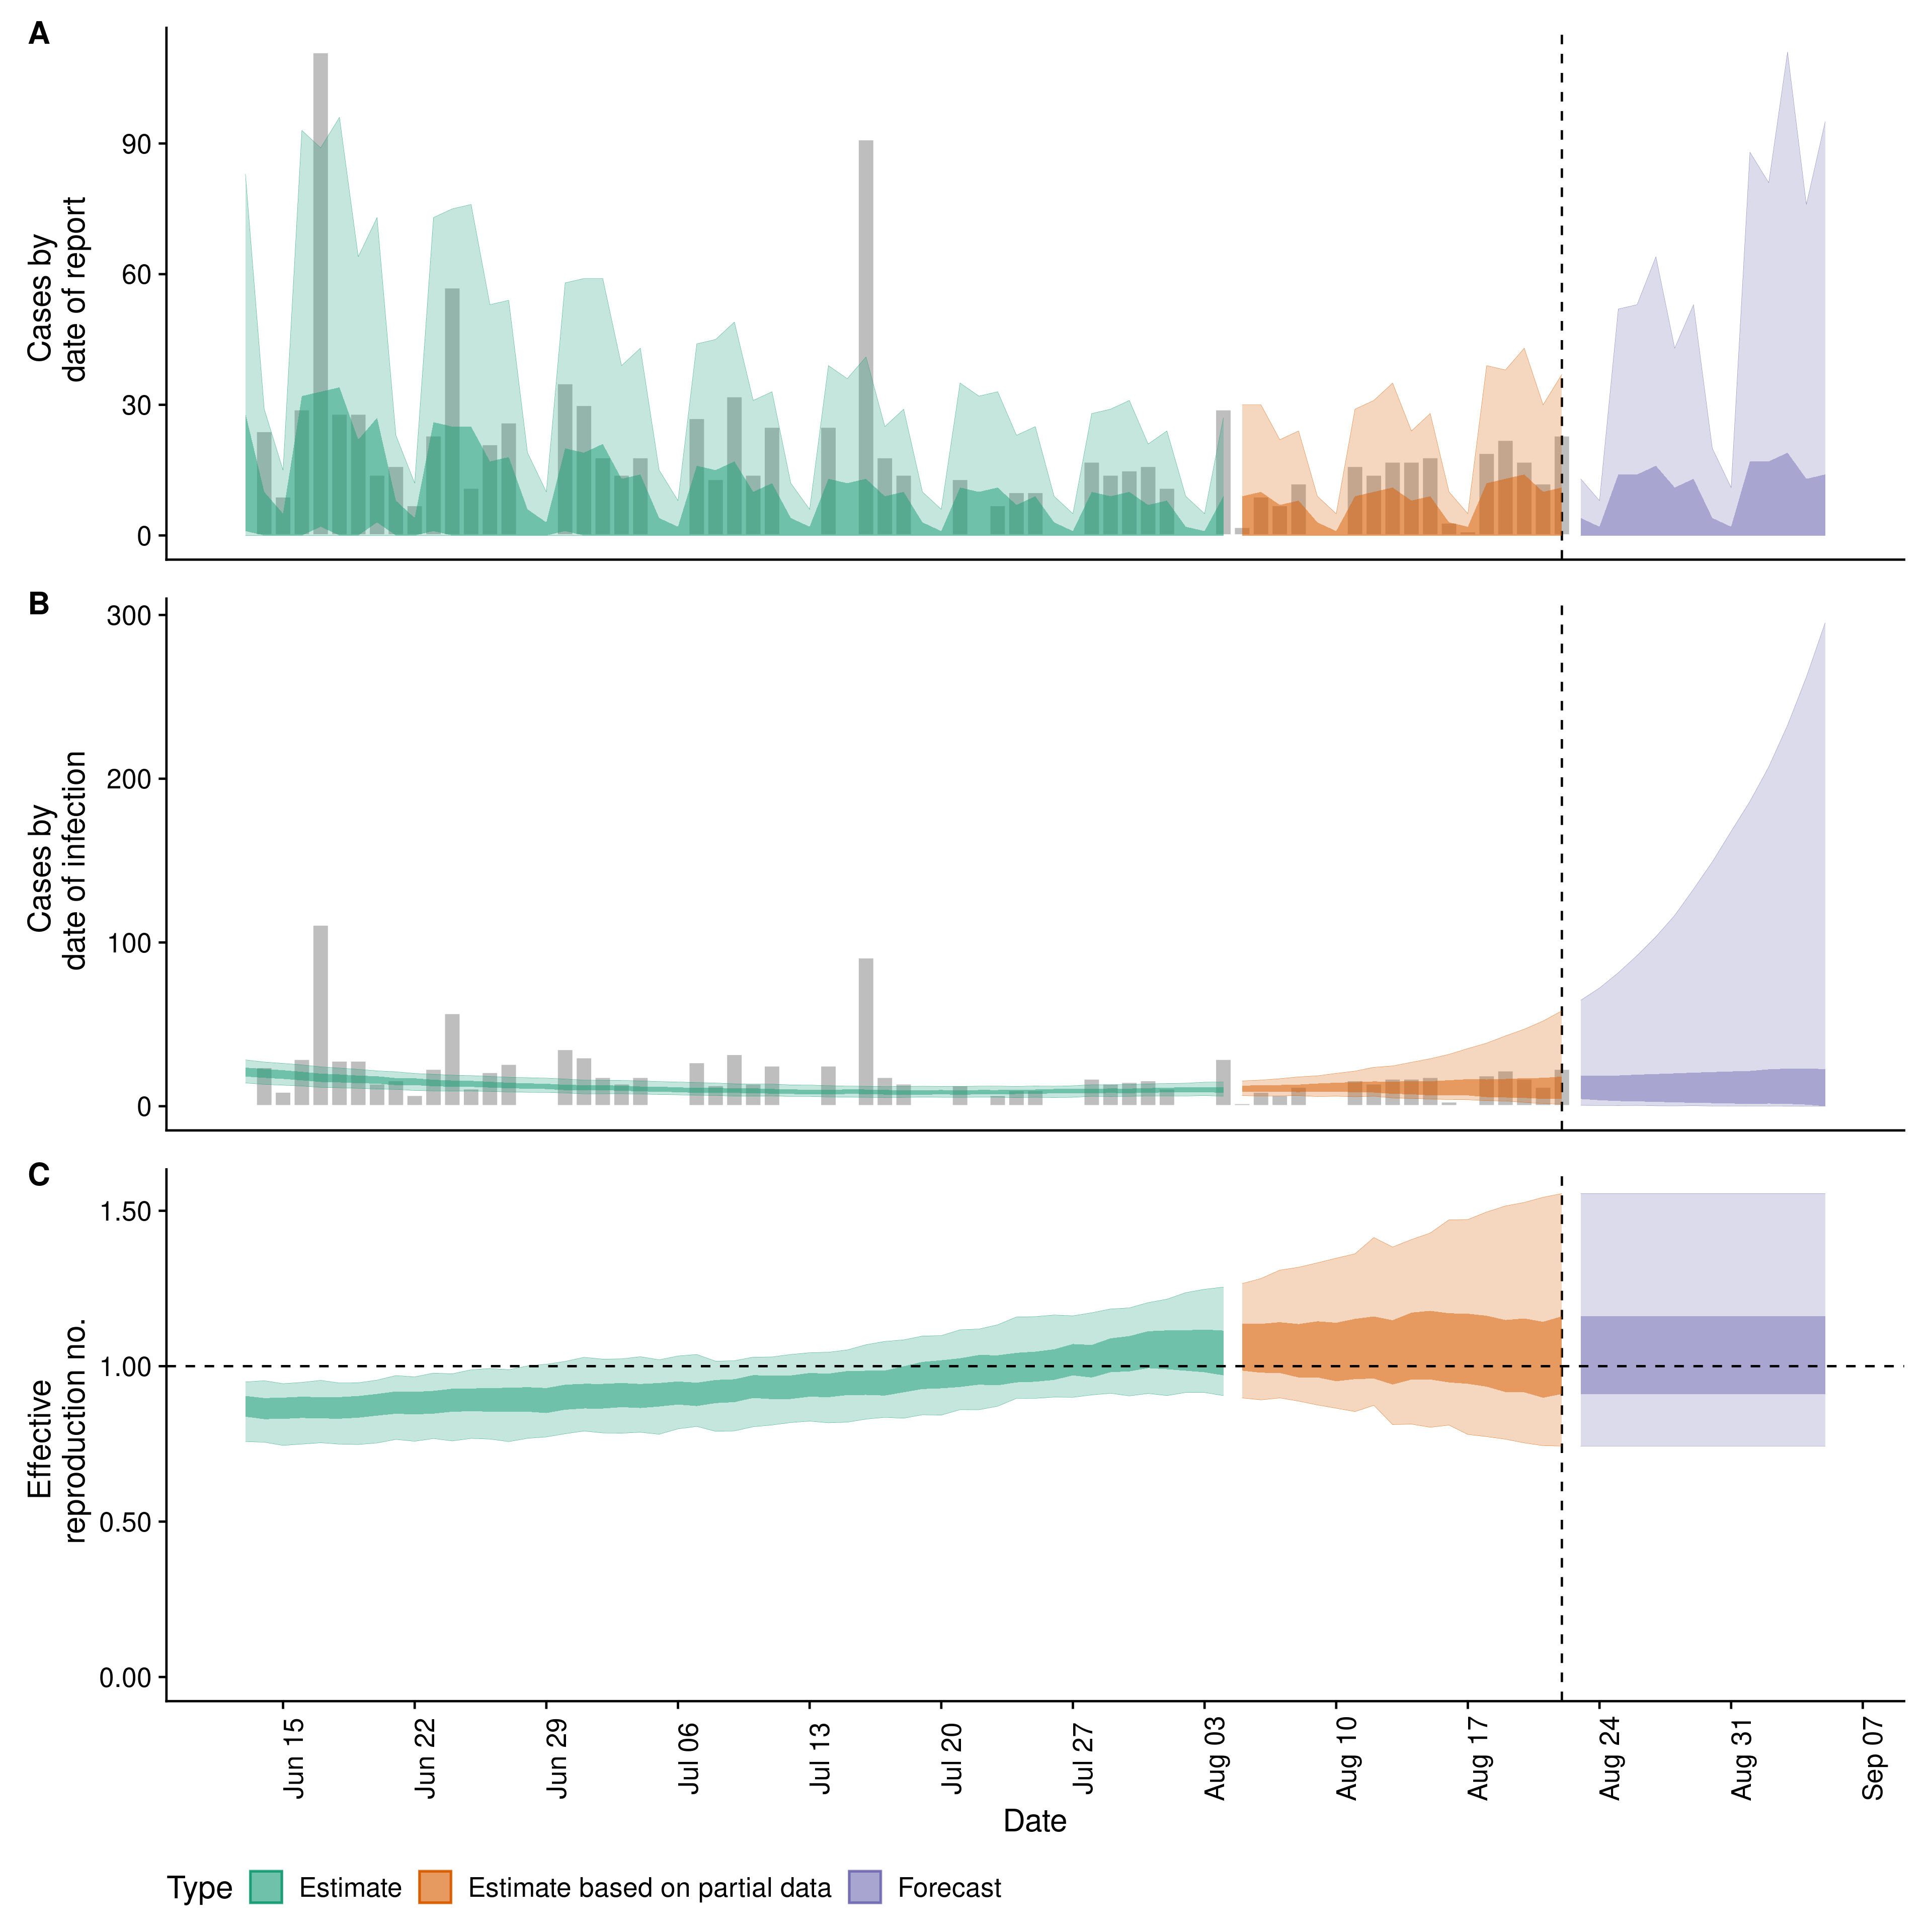 A
Cases by
date of report
90
60
30
0
B
Cases by
date of infection
300
200
100
0
C
Effective
reproduction no.
1.50
1.00
0.50
0.00
Jun 15
Jun 22
Jun 29
Jul 06
Jul 13
Jul 20
Jul 27
Aug 03
Aug 10
Aug 17
Aug 24
Aug 31
Sep 07
Date
Type Estimate Estimate based on partial data Forecast